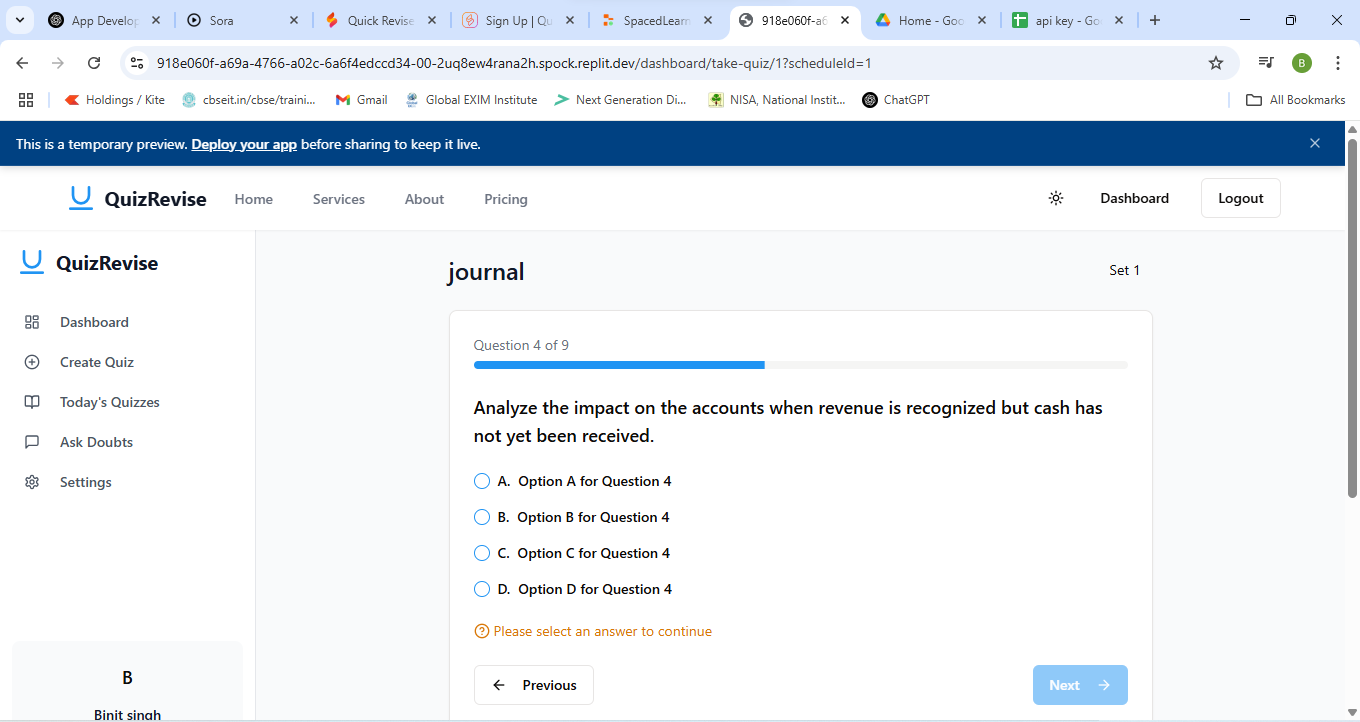 App Develop
Sora
Quick Revise
Sign Up | Qu
SpacedLearn
918e060f-a6
Home - Goo
api key - Go
918e060f-a69a-4766-a02c-6a6f4edccd34-00-2uq8ew4rana2h.spock.replit.dev/dashboard/take-quiz/1?scheduleId=1
B
Holdings / Kite
cbseit.in/cbse/traini...
Gmail
Global EXIM Institute
Next Generation Di...
NISA, National Instit...
ChatGPT
All Bookmarks
This is a temporary preview. Deploy your app before sharing to keep it live.
QuizRevise
Home
Services
About
Pricing
Dashboard
Logout
QuizRevise
Dashboard
Create Quiz
Today's Quizzes
Ask Doubts
Settings
B
Binit singh
journal
Set 1
Question 4 of 9
Analyze the impact on the accounts when revenue is recognized but cash has
not yet been received.
A. Option A for Question 4
B. Option B for Question 4
C. Option C for Question 4
D. Option D for Question 4
Please select an answer to continue
Previous
Next